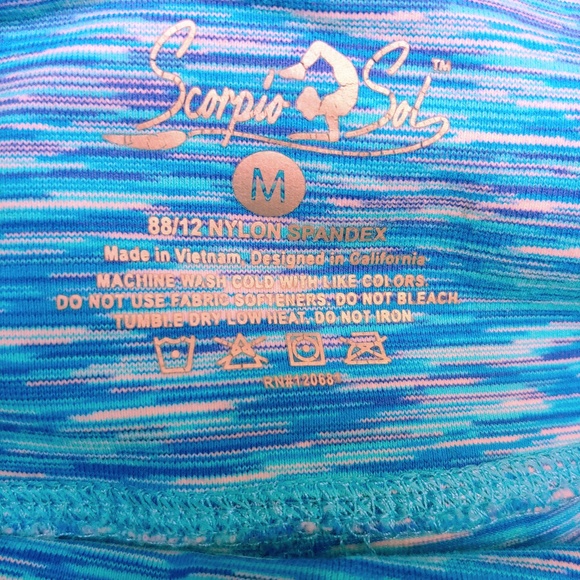 Scorpio Sol™
M
88/12 NYLON SPANDEX
Made in Vietnam, Designed in California
MACHINE WASH COLD WITH LIKE COLORS
DO NOT USE FABRIC SOFTENERS, DO NOT BLEACH
TUMBLE DRY LOW HEAT, DO NOT IRON